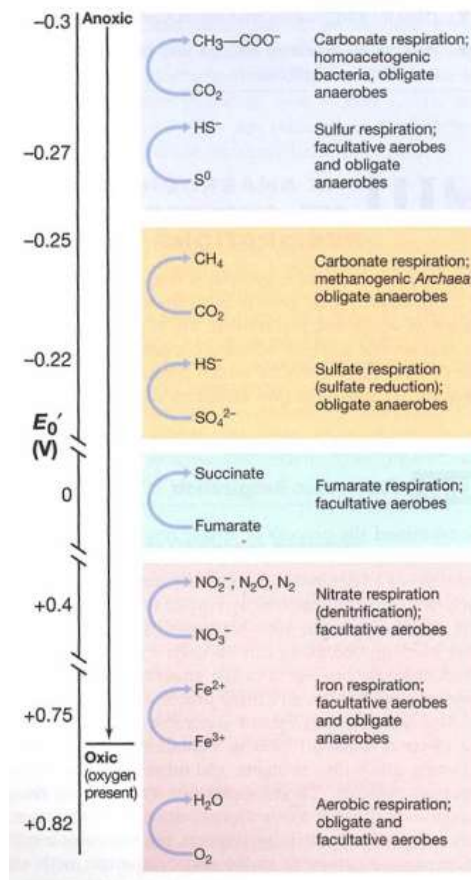 −0.3
Anoxic
CH3—COO⁻
CO₂
Carbonate respiration;
homoacetogenic
bacteria, obligate
anaerobes
−0.27
HS⁻
S⁰
Sulfur respiration;
facultative aerobes
and obligate
anaerobes
−0.25
CH₄
CO₂
Carbonate respiration;
methanogenic Archaea
obligate anaerobes
−0.22
HS⁻
SO₄²⁻
Sulfate respiration
(sulfate reduction);
obligate anaerobes
E₀′
(V)
0
Succinate
Fumarate
Fumarate respiration;
facultative aerobes
+0.4
NO₂⁻, N₂O, N₂
NO₃⁻
Nitrate respiration
(denitrification);
facultative aerobes
+0.75
Fe²⁺
Fe³⁺
Iron respiration;
facultative aerobes
and obligate
anaerobes
Oxic
(oxygen
present)
+0.82
H₂O
O₂
Aerobic respiration;
obligate and
facultative aerobes